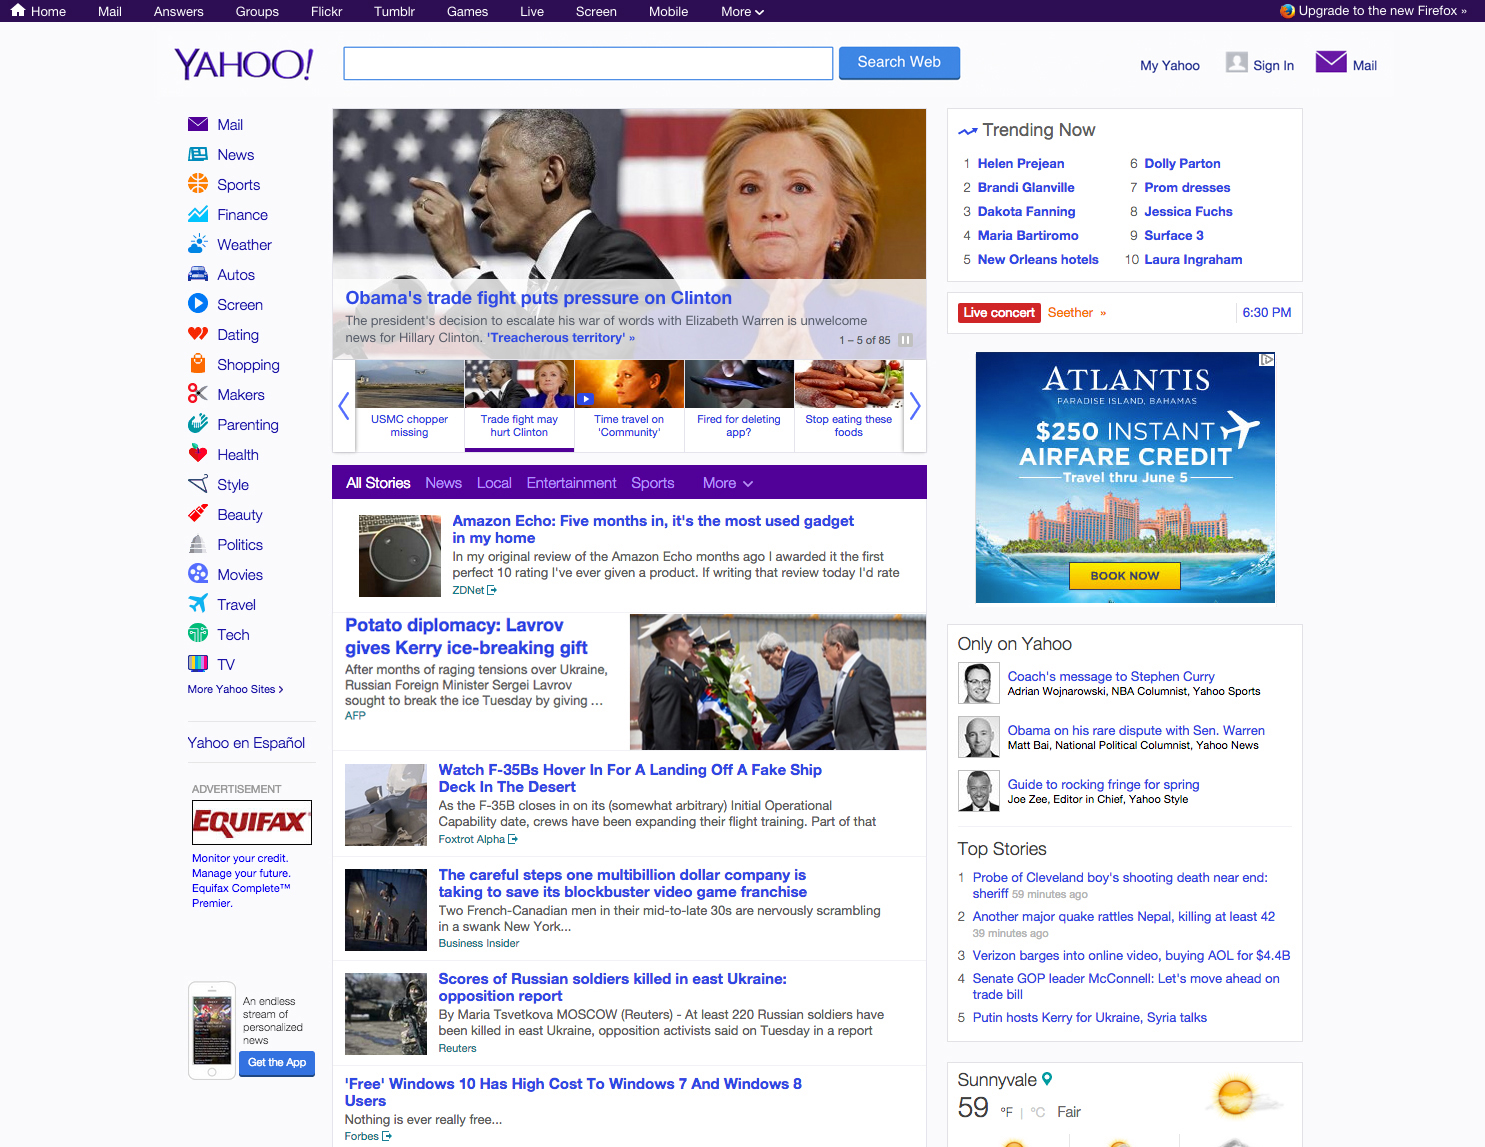 Home Mail Answers Groups Flickr Tumblr Games Live Screen Mobile More Upgrade to the new Firefox »
YAHOO!
Search Web
My Yahoo Sign In Mail
Mail
News
Sports
Finance
Weather
Autos
Screen
Dating
Shopping
Makers
Parenting
Health
Style
Beauty
Politics
Movies
Travel
Tech
TV
More Yahoo Sites >
Yahoo en Español
ADVERTISEMENT
EQUIFAX
Monitor your credit.
Manage your future.
Equifax Complete™
Premier.
An endless
stream of
personalized
news
Get the App
Obama's trade fight puts pressure on Clinton
The president's decision to escalate his war of words with Elizabeth Warren is unwelcome
news for Hillary Clinton. 'Treacherous territory' »
1 – 5 of 85
USMC chopper
missing
Trade fight may
hurt Clinton
Time travel on
'Community'
Fired for deleting
app?
Stop eating these
foods
All Stories News Local Entertainment Sports More
Amazon Echo: Five months in, it's the most used gadget
in my home
In my original review of the Amazon Echo months ago I awarded it the first
perfect 10 rating I've ever given a product. If writing that review today I'd rate
ZDNet
Potato diplomacy: Lavrov
gives Kerry ice-breaking gift
After months of raging tensions over Ukraine,
Russian Foreign Minister Sergei Lavrov
sought to break the ice Tuesday by giving ...
AFP
Watch F-35Bs Hover In For A Landing Off A Fake Ship
Deck In The Desert
As the F-35B closes in on its (somewhat arbitrary) Initial Operational
Capability date, crews have been expanding their flight training. Part of that
Foxtrot Alpha
The careful steps one multibillion dollar company is
taking to save its blockbuster video game franchise
Two French-Canadian men in their mid-to-late 30s are nervously scrambling
in a swank New York...
Business Insider
Scores of Russian soldiers killed in east Ukraine:
opposition report
By Maria Tsvetkova MOSCOW (Reuters) - At least 220 Russian soldiers have
been killed in east Ukraine, opposition activists said on Tuesday in a report
Reuters
'Free' Windows 10 Has High Cost To Windows 7 And Windows 8
Users
Nothing is ever really free...
Forbes
Trending Now
1 Helen Prejean
2 Brandi Glanville
3 Dakota Fanning
4 Maria Bartiromo
5 New Orleans hotels
6 Dolly Parton
7 Prom dresses
8 Jessica Fuchs
9 Surface 3
10 Laura Ingraham
Live concert Seether » 6:30 PM
ATLANTIS
PARADISE ISLAND, BAHAMAS
$250 INSTANT
AIRFARE CREDIT
Travel thru June 5
BOOK NOW
Only on Yahoo
Coach's message to Stephen Curry
Adrian Wojnarowski, NBA Columnist, Yahoo Sports
Obama on his rare dispute with Sen. Warren
Matt Bai, National Political Columnist, Yahoo News
Guide to rocking fringe for spring
Joe Zee, Editor in Chief, Yahoo Style
Top Stories
1 Probe of Cleveland boy's shooting death near end:
sheriff 59 minutes ago
2 Another major quake rattles Nepal, killing at least 42
39 minutes ago
3 Verizon barges into online video, buying AOL for $4.4B
4 Senate GOP leader McConnell: Let's move ahead on
trade bill
5 Putin hosts Kerry for Ukraine, Syria talks
Sunnyvale
59 °F | °C Fair